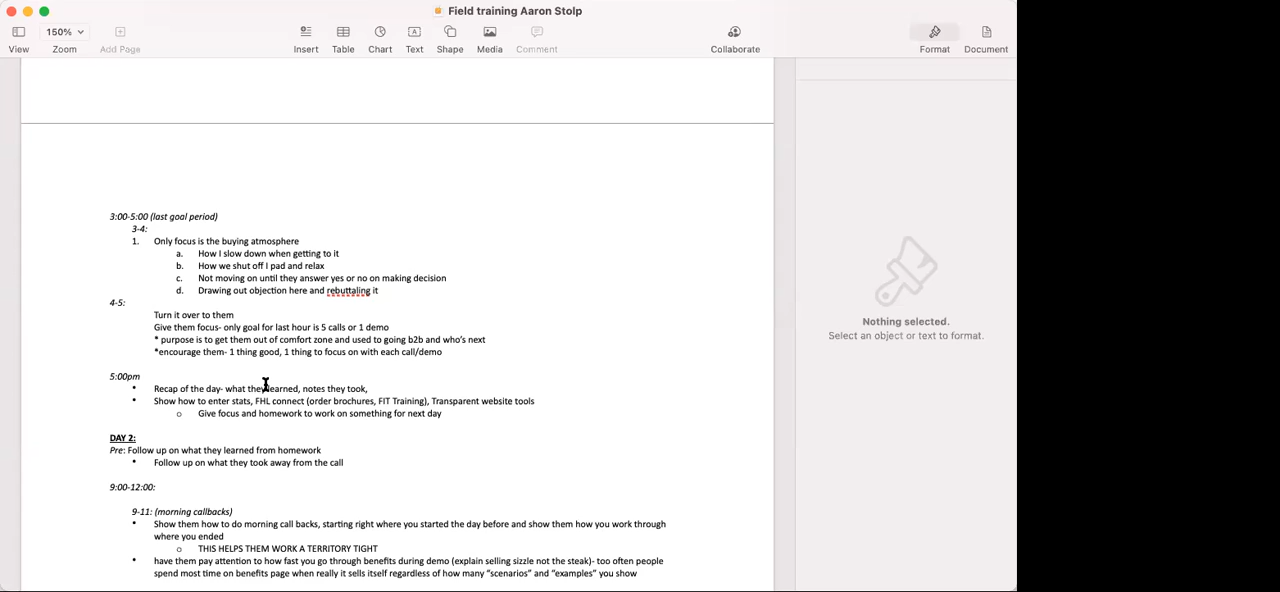 Field training Aaron Stolp
150%
View
Zoom
Add Page
Insert
Table
Chart
Text
Shape
Media
Comment
Collaborate
Format
Document
3:00-5:00 (last goal period)
3-4:
1. Only focus is the buying atmosphere
a. How I slow down when getting to it
b. How we shut off I pad and relax
c. Not moving on until they answer yes or no on making decision
d. Drawing out objection here and rebuttaling it
4-5:
Turn it over to them
Give them focus- only goal for last hour is 5 calls or 1 demo
* purpose is to get them out of comfort zone and used to going b2b and who's next
*encourage them- 1 thing good, 1 thing to focus on with each call/demo
5:00pm
• Recap of the day- what they learned, notes they took,
• Show how to enter stats, FHL connect (order brochures, FIT Training), Transparent website tools
o Give focus and homework to work on something for next day
DAY 2:
Pre: Follow up on what they learned from homework
• Follow up on what they took away from the call
9:00-12:00:
9-11: (morning callbacks)
• Show them how to do morning call backs, starting right where you started the day before and show them how you work through
where you ended
o THIS HELPS THEM WORK A TERRITORY TIGHT
• have them pay attention to how fast you go through benefits during demo (explain selling sizzle not the steak)- too often people
spend most time on benefits page when really it sells itself regardless of how many “scenarios” and “examples” you show
Nothing selected.
Select an object or text to format.